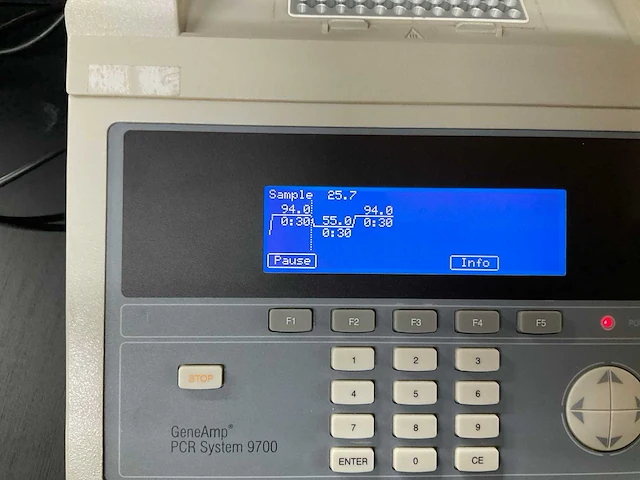 Sample 25.7
94.0 94.0
0:30 55.0 0:30
0:30
Pause Info
F1 F2 F3 F4 F5
1 2 3
STOP
4 5 6
7 8 9
GeneAmp®
PCR System 9700
ENTER 0 CE